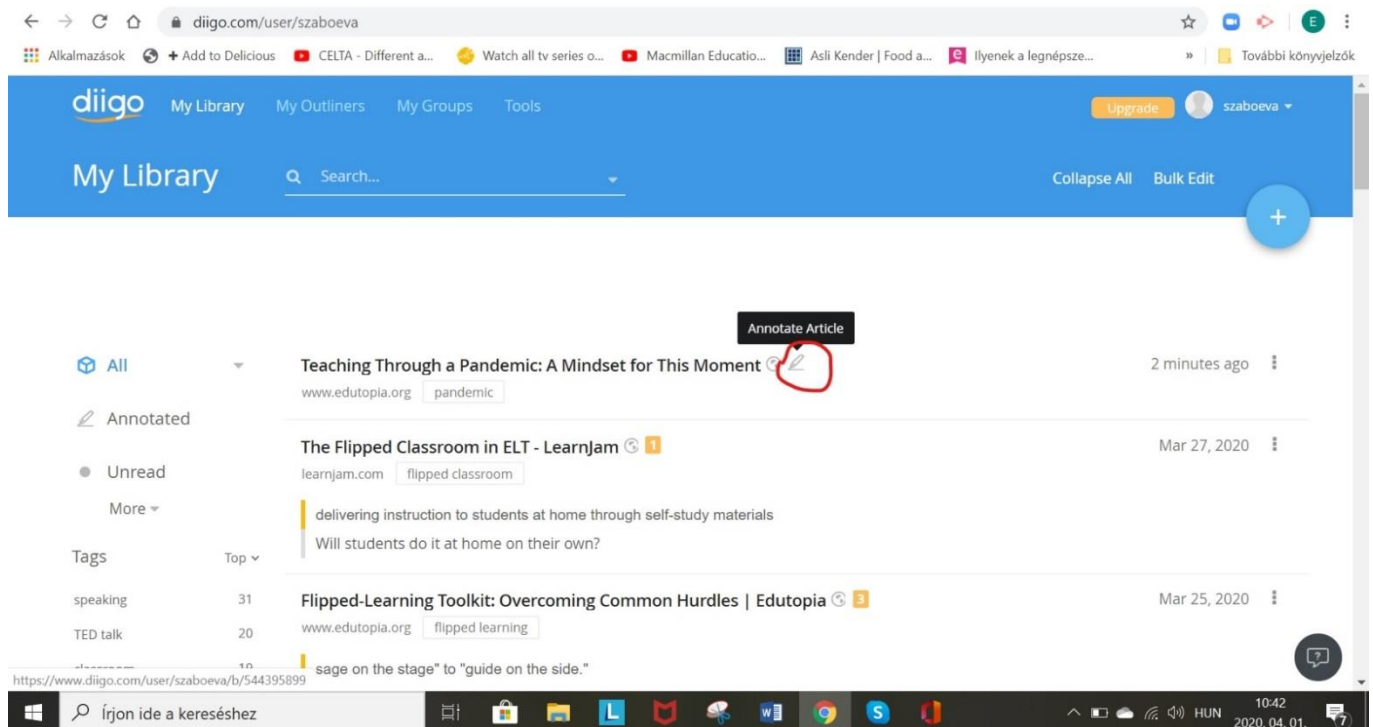 diigo.com/user/szaboeva
E
Alkalmazások + Add to Delicious CELTA - Different a... Watch all tv series o... Macmillan Educatio... Asli Kender | Food a... Ilyenek a legnépsze... » További könyvjelzők
diigo My Library My Outliners My Groups Tools Upgrade szaboeva
My Library Search... Collapse All Bulk Edit
+
Annotate Article
All
Annotated
Unread
More
Tags Top
speaking 31
TED talk 20
Teaching Through a Pandemic: A Mindset for This Moment 2 minutes ago
www.edutopia.org pandemic
The Flipped Classroom in ELT - LearnJam 1 Mar 27, 2020
learnjam.com flipped classroom
delivering instruction to students at home through self-study materials
Will students do it at home on their own?
Flipped-Learning Toolkit: Overcoming Common Hurdles | Edutopia 3 Mar 25, 2020
www.edutopia.org flipped learning
sage on the stage" to "guide on the side."
https://www.diigo.com/user/szaboeva/b/544395899
Írjon ide a kereséshez L W S HUN 10:42
2020. 04. 01. 7